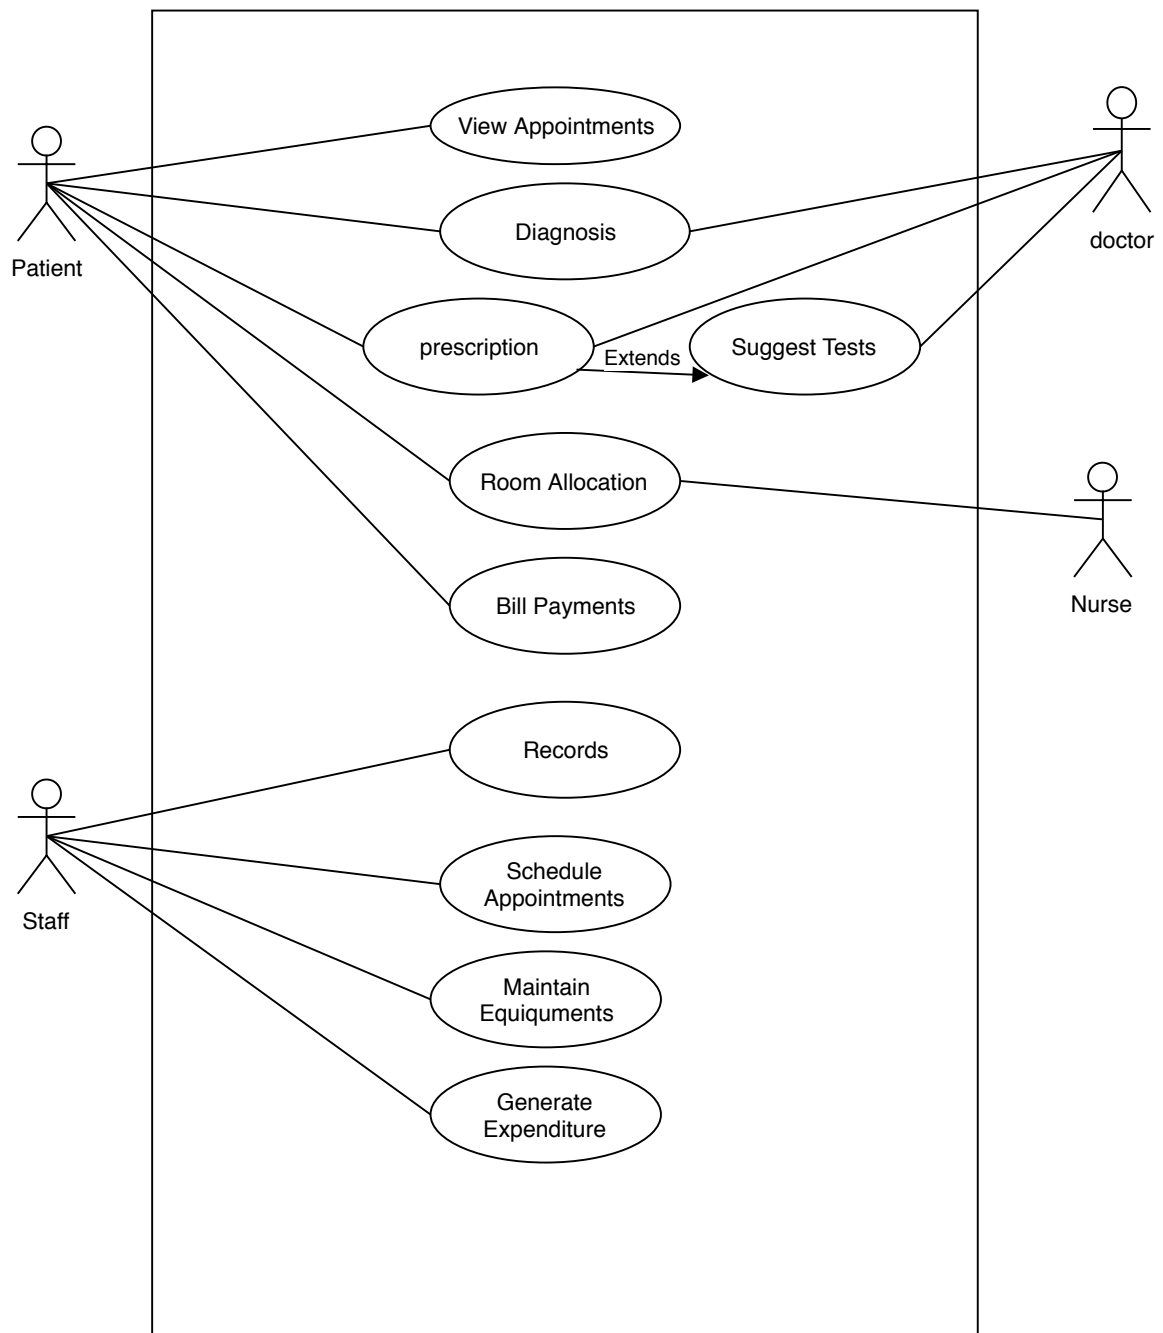 View Appointments
Patient
Diagnosis
doctor
prescription
Extends
Suggest Tests
Room Allocation
Nurse
Bill Payments
Records
Staff
Schedule
Appointments
Maintain
Equiquments
Generate
Expenditure